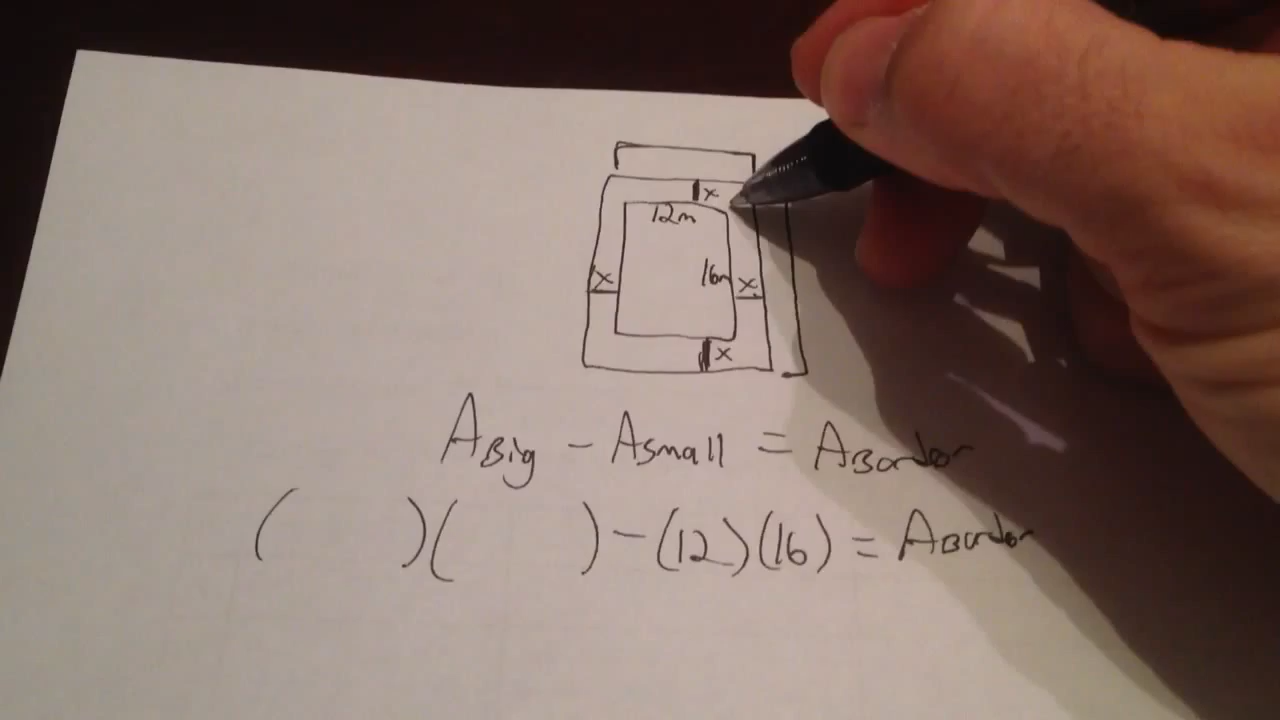 x
12m
x 16m x
x
ABig - Asmall = ABorder
( )( ) - (12)(16) = ABorder